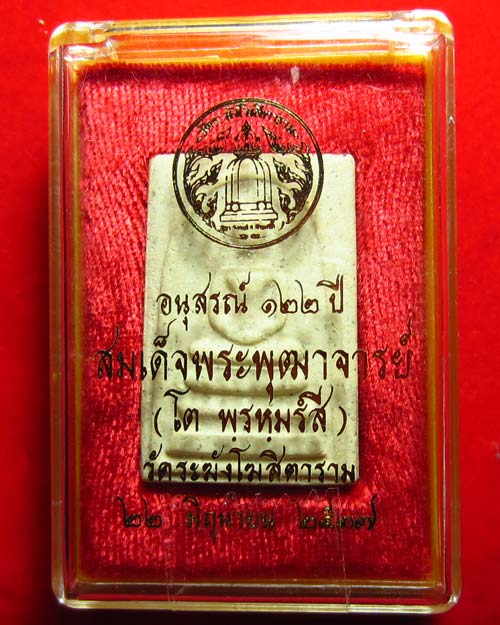 อนุสรณ์ ๑๒๒ ปี
สมเด็จพระพุฒาจารย์
(โต พฺรหฺมรํสี)
วัดระฆังโฆสิตาราม
๒๒ มิถุนายน ๒๕๓๗